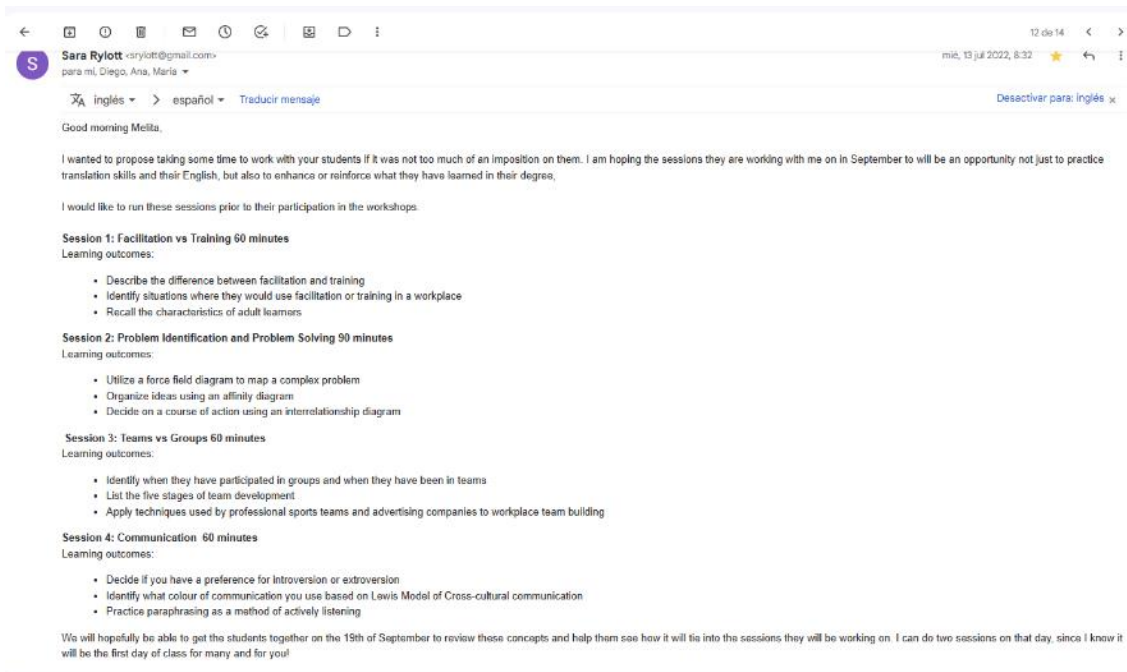 12 de 14
S
Sara Rylott <srylott@gmail.com>
mié, 13 jul 2022, 8:32
para mí, Diego, Ana, María
inglés > español Traducir mensaje
Desactivar para: inglés x
Good morning Melita,
I wanted to propose taking some time to work with your students if it was not too much of an imposition on them. I am hoping the sessions they are working with me on in September to will be an opportunity not just to practice
translation skills and their English, but also to enhance or reinforce what they have learned in their degree,
I would like to run these sessions prior to their participation in the workshops.
Session 1: Facilitation vs Training 60 minutes
Learning outcomes:
• Describe the difference between facilitation and training
• Identify situations where they would use facilitation or training in a workplace
• Recall the characteristics of adult learners
Session 2: Problem Identification and Problem Solving 90 minutes
Learning outcomes:
• Utilize a force field diagram to map a complex problem
• Organize ideas using an affinity diagram
• Decide on a course of action using an interrelationship diagram
Session 3: Teams vs Groups 60 minutes
Learning outcomes:
• Identify when they have participated in groups and when they have been in teams
• List the five stages of team development
• Apply techniques used by professional sports teams and advertising companies to workplace team building
Session 4: Communication 60 minutes
Learning outcomes:
• Decide if you have a preference for introversion or extroversion
• Identify what colour of communication you use based on Lewis Model of Cross-cultural communication
• Practice paraphrasing as a method of actively listening
We will hopefully be able to get the students together on the 19th of September to review these concepts and help them see how it will tie into the sessions they will be working on. I can do two sessions on that day, since I know it
will be the first day of class for many and for you!